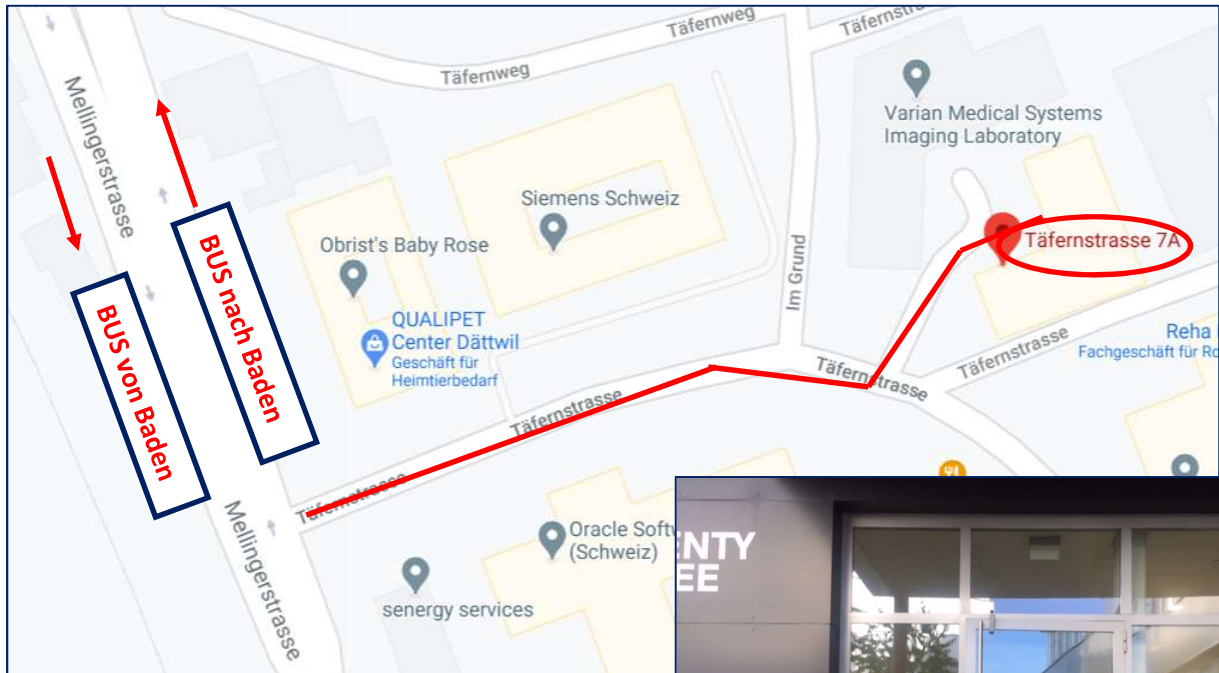 Täfernweg
Täfernstrasse
Mellingerstrasse
Täfernweg
Varian Medical Systems
Imaging Laboratory
Siemens Schweiz
BUS nach Baden
Täfernstrasse 7A
Obrist's Baby Rose
Im Grund
BUS von Baden
QUALIPET
Center Dättwil
Geschäft für
Heimtierbedarf
Reha
Fachgeschäft für
Täfernstrasse
Täfernstrasse
Täfernstrasse
Täfernstrasse
Mellingerstrasse
Oracle
(Schweiz)
senergy services
ENTY
EE